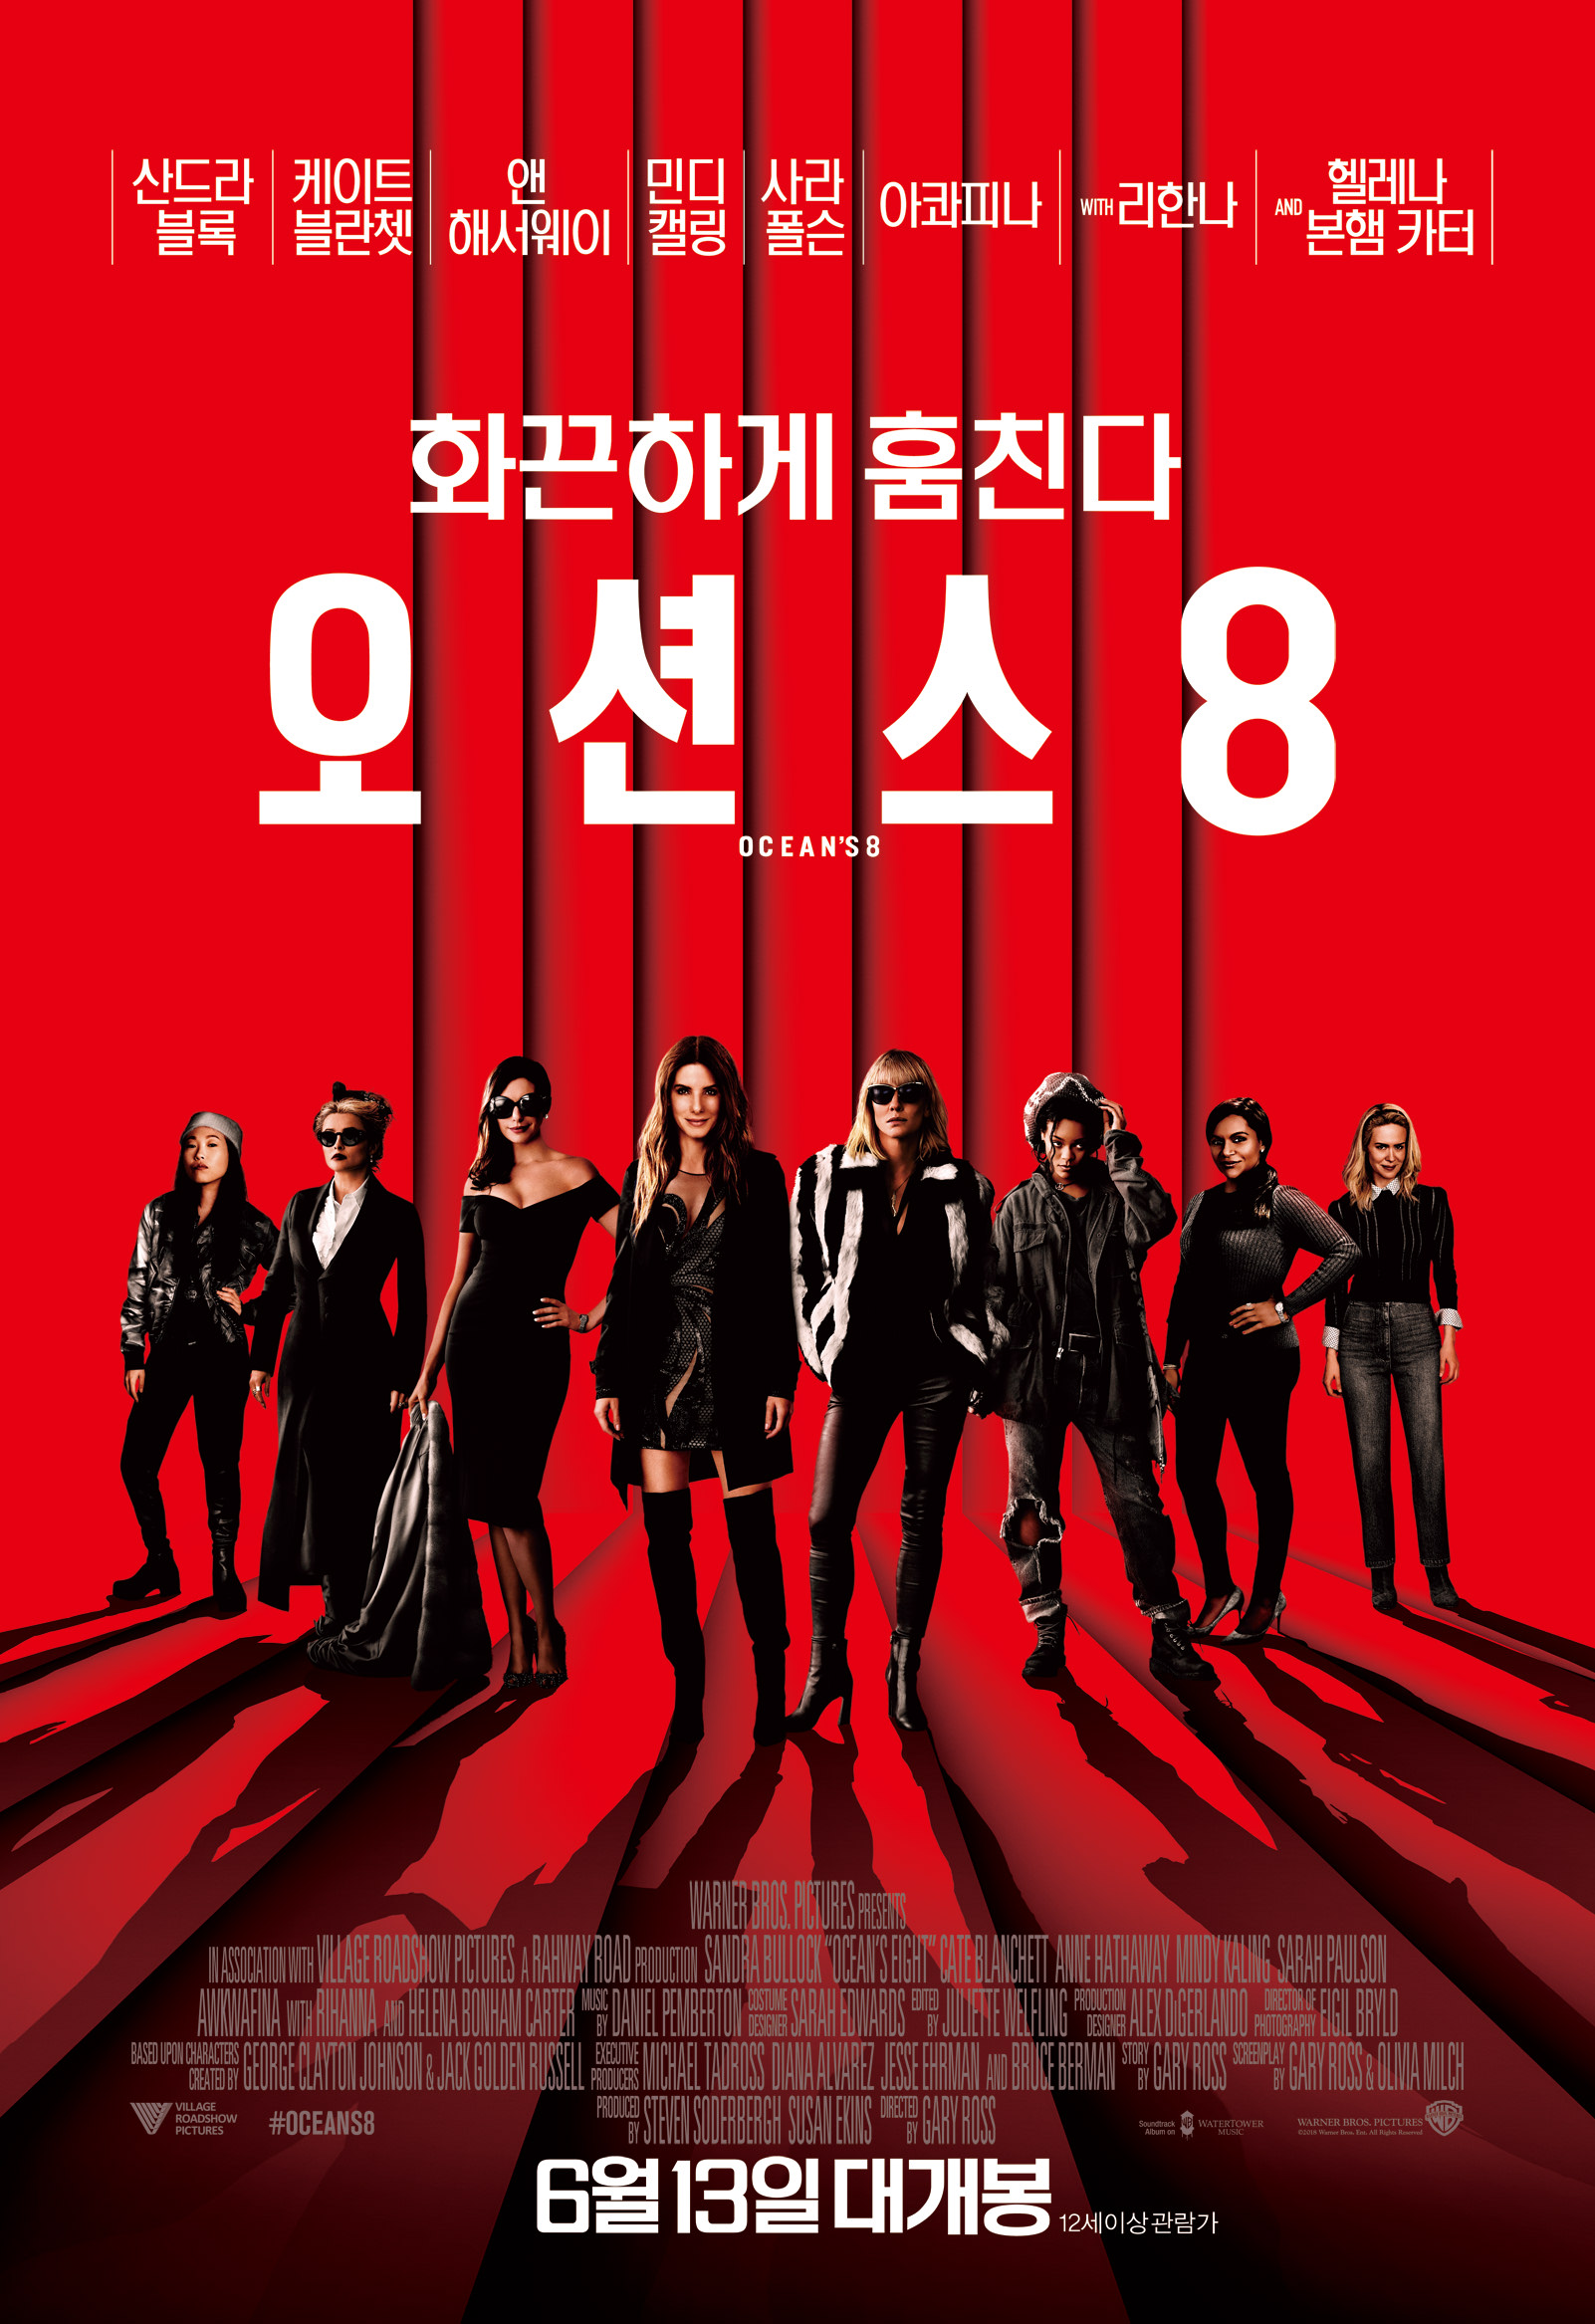 산드라
블록
케이트
블란쳇
앤
해서웨이
민디
캘링
사라
폴슨
아콰피나
WITH 리한나
AND 헬레나
본햄 카터
화끈하게 훔친다
오션스8
OCEAN'S 8
WARNER BROS. PICTURES PRESENTS
IN ASSOCIATION WITH VILLAGE ROADSHOW PICTURES A RAHWAY ROAD PRODUCTION SANDRA BULLOCK "OCEAN'S EIGHT" CATE BLANCHETT ANNE HATHAWAY MINDY KALING SARAH PAULSON
AWKWAFINA WITH RIHANNA AND HELENA BONHAM CARTER MUSIC BY DANIEL PEMBERTON COSTUME DESIGNER SARAH EDWARDS EDITED BY JULIETTE WELFLING PRODUCTION DESIGNER ALEX DiGERLANDO DIRECTOR OF PHOTOGRAPHY EIGIL BRYLD
BASED UPON CHARACTERS CREATED BY GEORGE CLAYTON JOHNSON & JACK GOLDEN RUSSELL EXECUTIVE PRODUCERS MICHAEL TADROSS DIANA ALVAREZ JESSE EHRMAN AND BRUCE BERMAN STORY BY GARY ROSS SCREENPLAY BY GARY ROSS & OLIVIA MILCH
PRODUCED BY STEVEN SODERBERGH SUSAN EKINS DIRECTED BY GARY ROSS
VILLAGE
ROADSHOW
PICTURES
#OCEANS8
Soundtrack
Album on
WATERTOWER
MUSIC
WARNER BROS. PICTURES
©2018 Warner Bros. Ent. All Rights Reserved
WB
6월 13일 대개봉
12세이상관람가